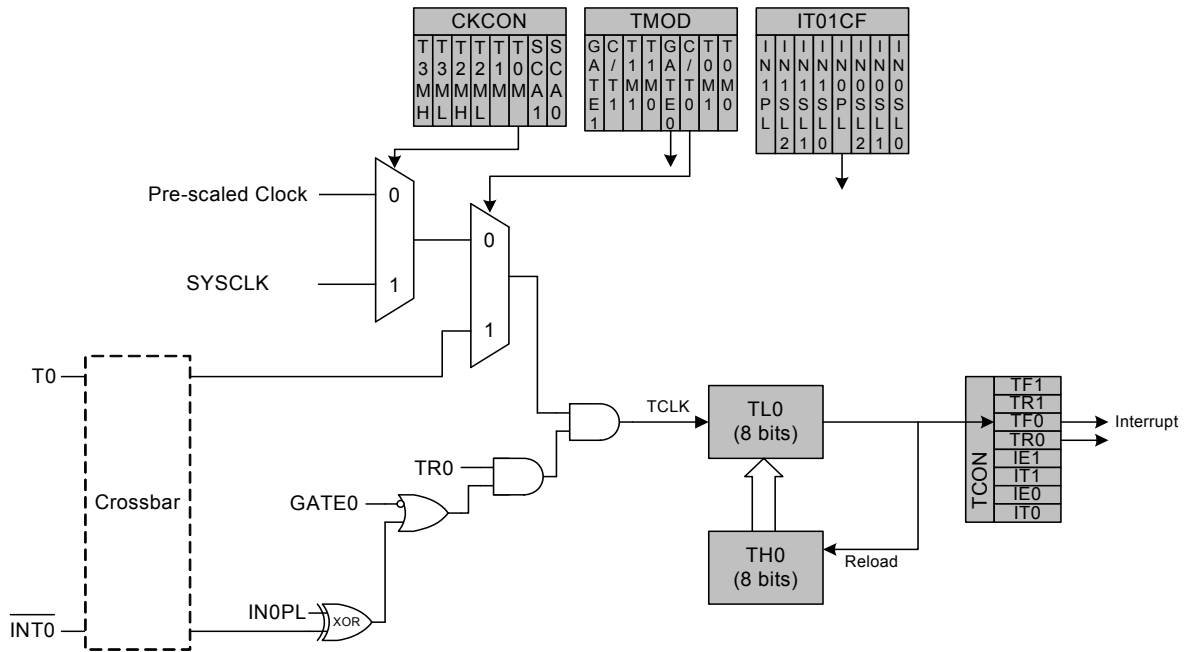 CKCON
T3MH T3ML T2MH T2ML T1M T0M SCA1 SCA0
TMOD
GATE1 C/T1 T1M1 T1M0 GATE0 C/T0 T0M1 T0M0
IT01CF
IN1PL IN1SL2 IN1SL1 IN1SL0 IN0PL IN0SL2 IN0SL1 IN0SL0
Pre-scaled Clock
0
SYSCLK
1
0
1
T0
Crossbar
INT0
TR0
GATE0
IN0PL
XOR
TCLK
TL0
(8 bits)
TH0
(8 bits)
Reload
TCON
TF1
TR1
TF0
TR0
IE1
IT1
IE0
IT0
Interrupt